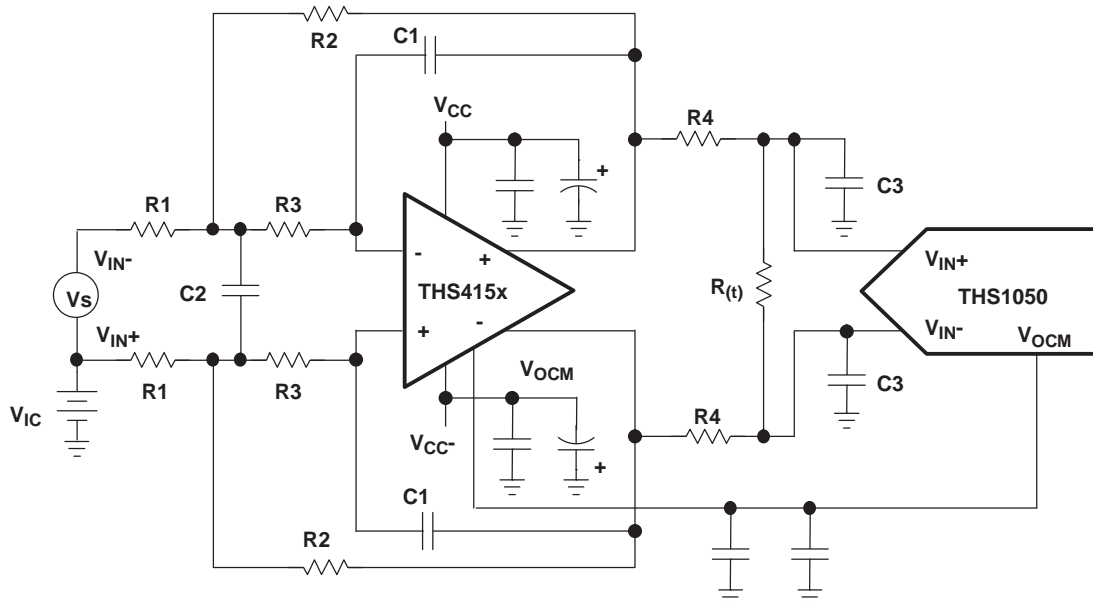 R2
C1
VCC
R4
+
C3
R1
R3
VIN-
-
+
VIN+
Vs
C2
THS415x
R(t)
THS1050
VIN+
+
-
VIN-
VOCM
R1
R3
VOCM
C3
VIC
R4
VCC-
+
C1
R2